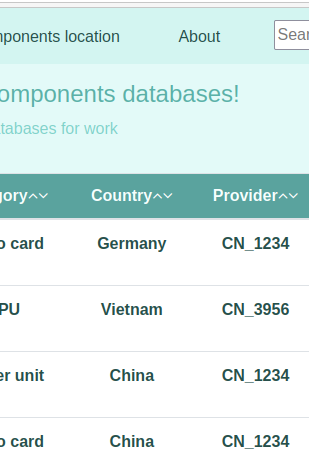 ponents location About Sear
omponents databases!
tabases for work
gory Country Provider
o card Germany CN_1234
PU Vietnam CN_3956
er unit China CN_1234
o card China CN_1234